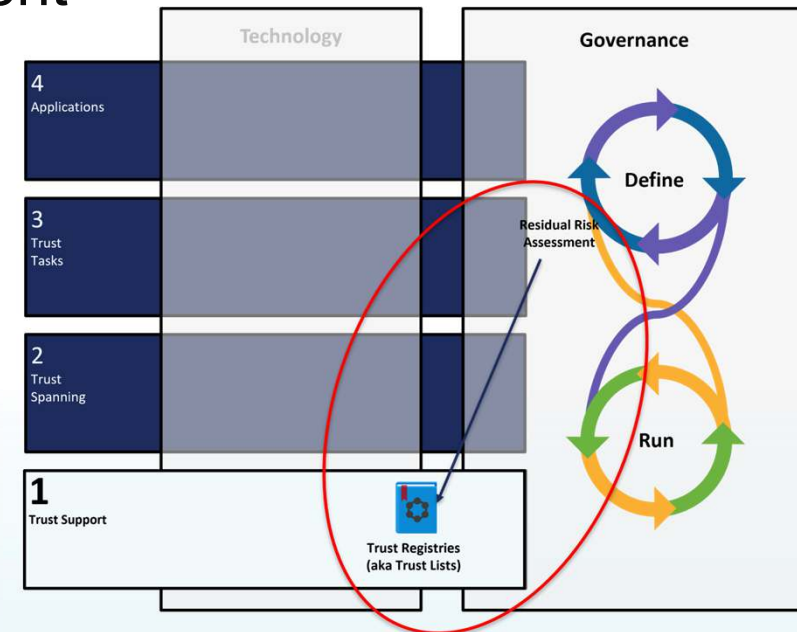 Technology
Governance
4
Applications
Define
3
Trust
Tasks
Residual Risk
Assessment
2
Trust
Spanning
Run
1
Trust Support
Trust Registries
(aka Trust Lists)